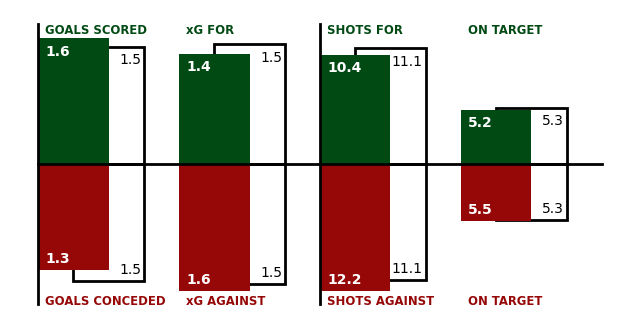 GOALS SCORED xG FOR SHOTS FOR ON TARGET
1.6 1.5 1.4 1.5 10.4 11.1 5.2 5.3
1.3 1.5 1.6 1.5 12.2 11.1 5.5 5.3
GOALS CONCEDED xG AGAINST SHOTS AGAINST ON TARGET